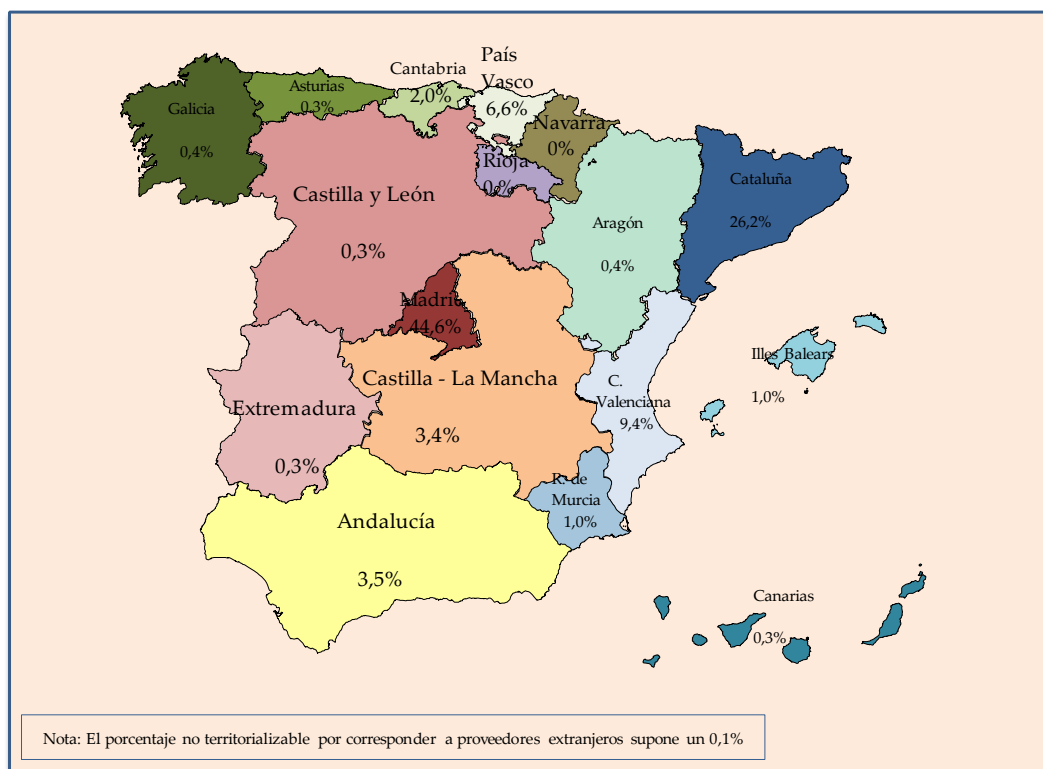 País
Vasco
6,6%
Cantabria
2,0%
Asturias
0,3%
Galicia
0,4%
Navarra
0%
Rioja
Castilla y León
0,3%
Cataluña
26,2%
Aragón
0,4%
Madrid
44,6%
Illes Balears
1,0%
Castilla - La Mancha
3,4%
C.
Valenciana
9,4%
Extremadura
0,3%
R. de
Murcia
1,0%
Andalucía
3,5%
Canarias
0,3%
Nota: El porcentaje no territorializable por corresponder a proveedores extranjeros supone un 0,1%